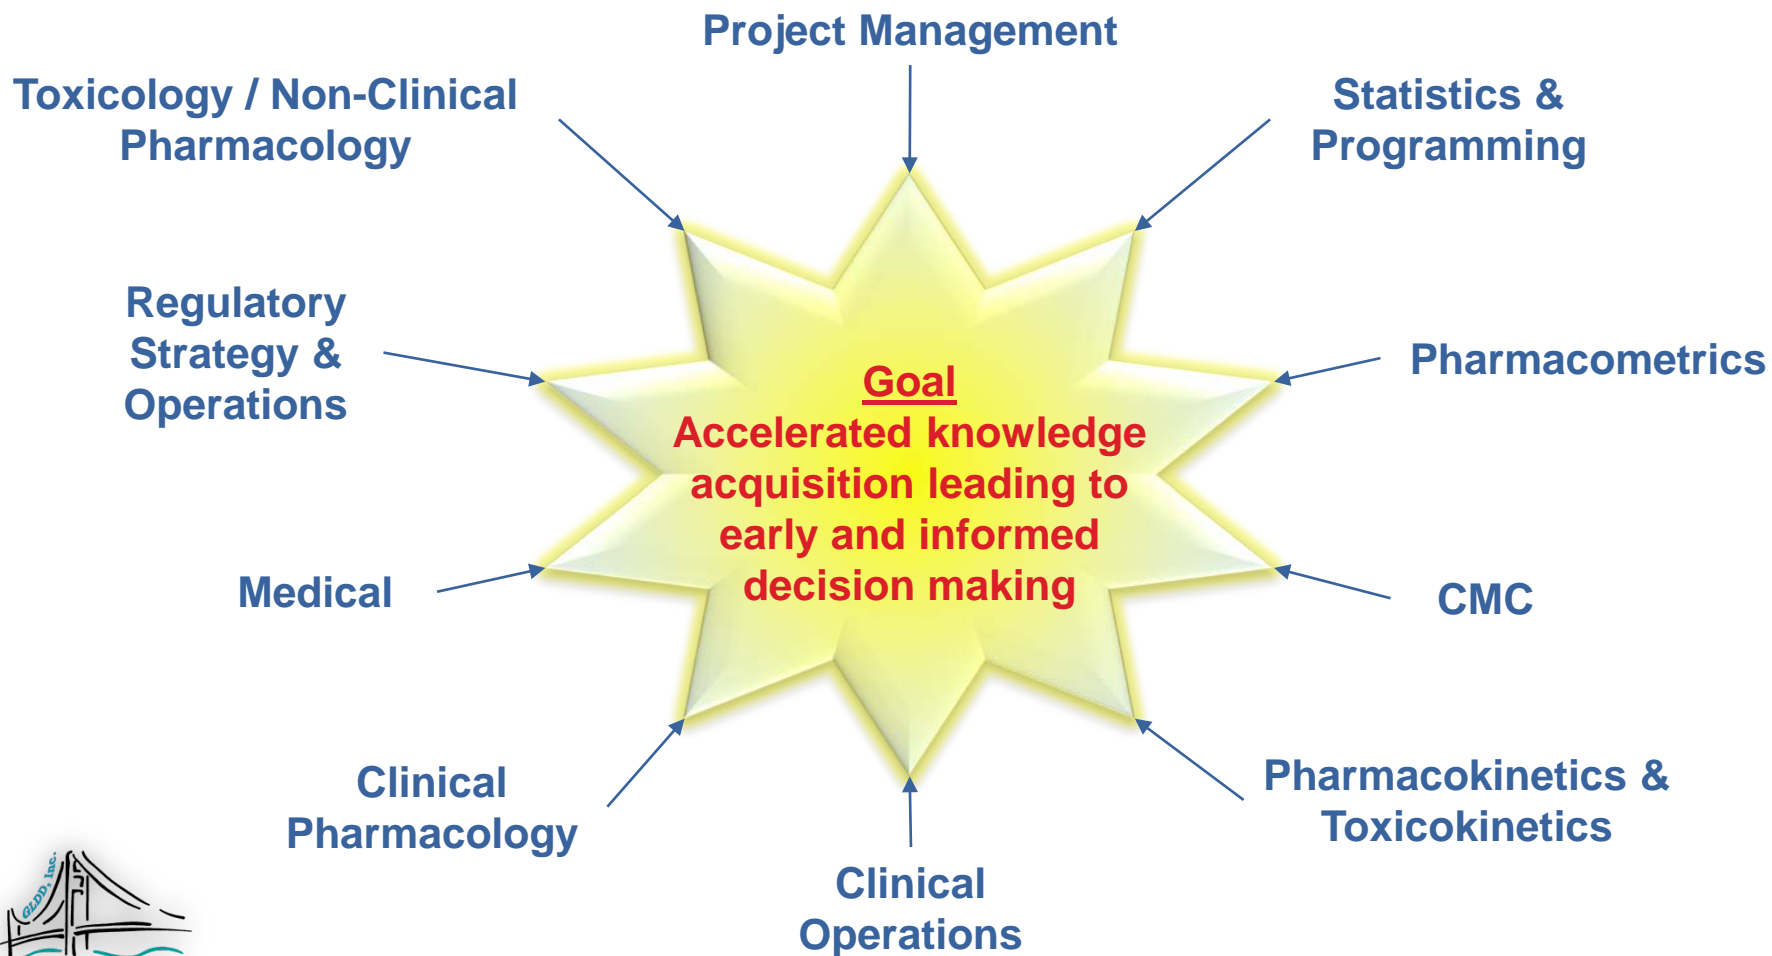 Project Management
Toxicology / Non-Clinical
Pharmacology
Statistics &
Programming
Regulatory
Strategy &
Operations
Pharmacometrics
Goal
Accelerated knowledge
acquisition leading to
early and informed
decision making
Medical
CMC
Clinical
Pharmacology
Pharmacokinetics &
Toxicokinetics
Clinical
Operations
GLDD, Inc.